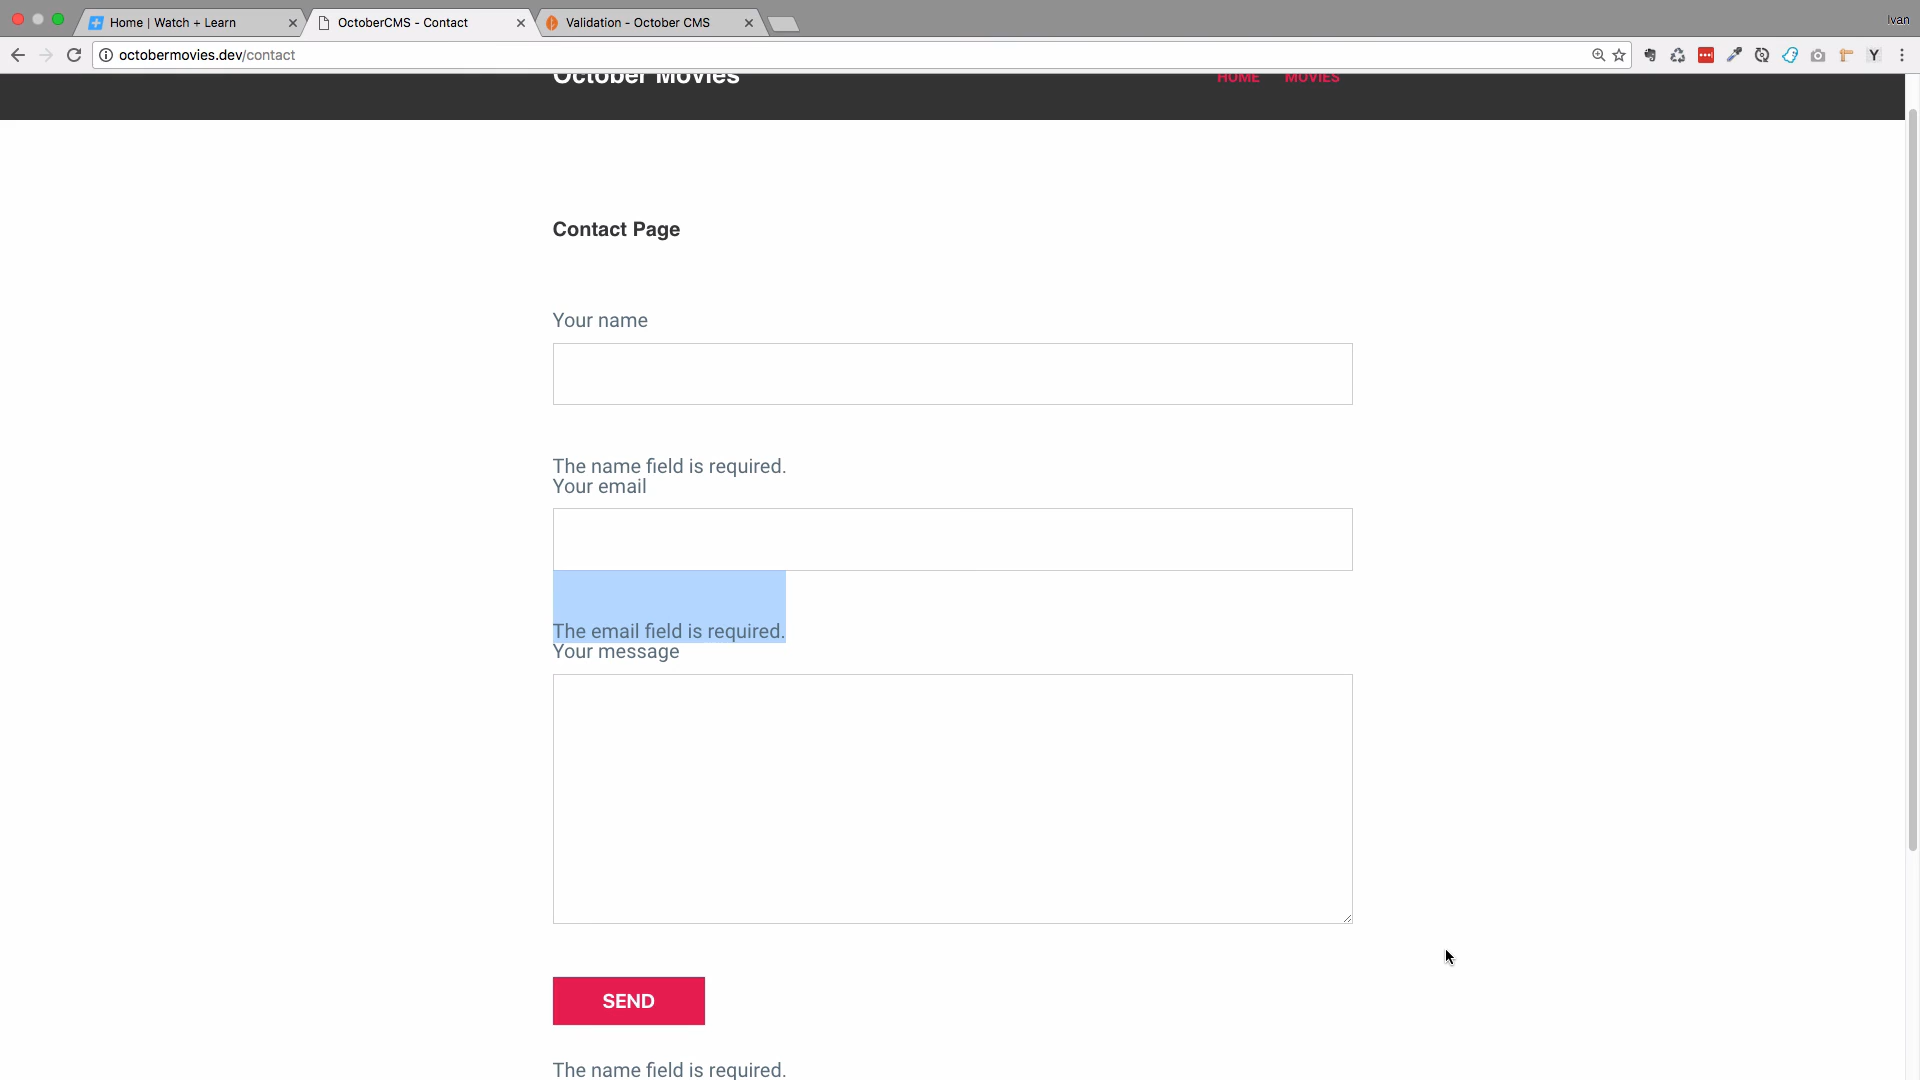 Home | Watch + Learn
OctoberCMS - Contact
Validation - October CMS
Ivan
octobermovies.dev/contact
October Movies
HOME
MOVIES
Contact Page
Your name
The name field is required.
Your email
The email field is required.
Your message
SEND
The name field is required.